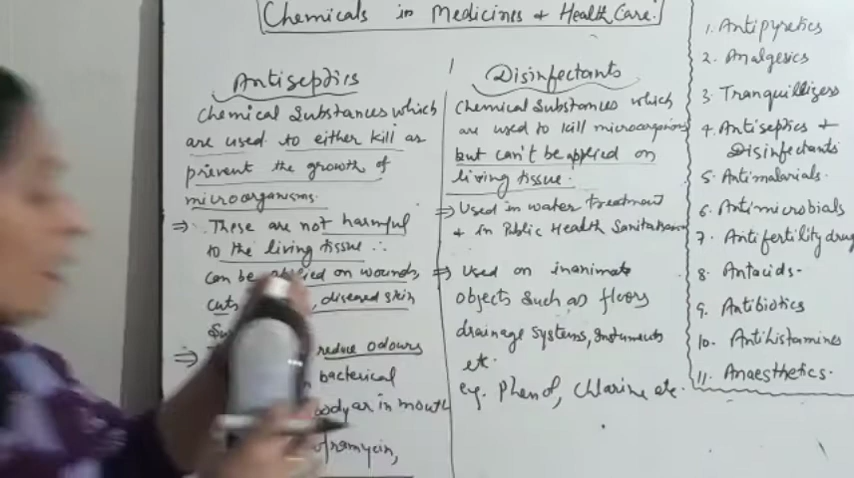 Chemicals in Medicines & Health Care.
Antiseptics
Chemical Substances which
are used to either kill as
prevent the growth of
microorganisms.
⇒ These are not harmful
to the living tissue ∴
can be applied on wounds,
cuts, diseased skin
⇒ reduce odours
bacterical
body ar in mouth
framycin,
Disinfectants
Chemical Substances which
are used to kill microorganisms
but can't be applied on
living tissue.
⇒ Used in water treatment
& in Public Health Sanitation
⇒ Used on inanimate
objects such as floors
drainage systems, instruments
etc.
eg. Phenol, Chlorine etc.
1. Antipyretics
2. Analgesics
3. Tranquillizers
4. Antiseptics &
Disinfectants
5. Antimalarials.
6. Antimicrobials
7. Antifertility drug
8. Antacids-
9. Antibiotics
10. Antihistamines
11. Anaesthetics.